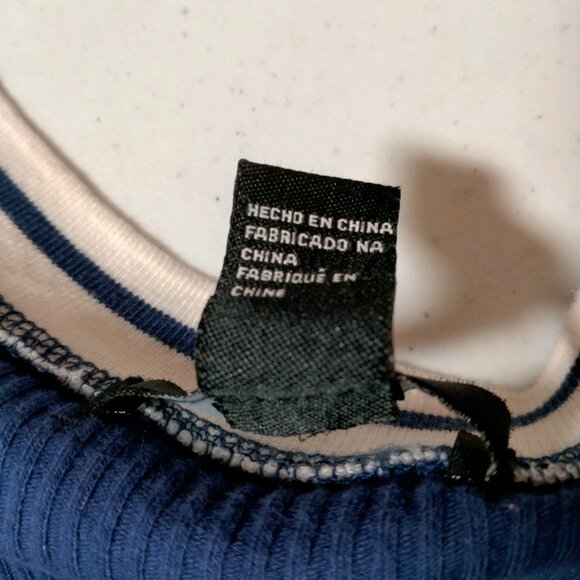 HECHO EN CHINA
FABRICADO NA
CHINA
FABRIQUÉ EN
CHINE